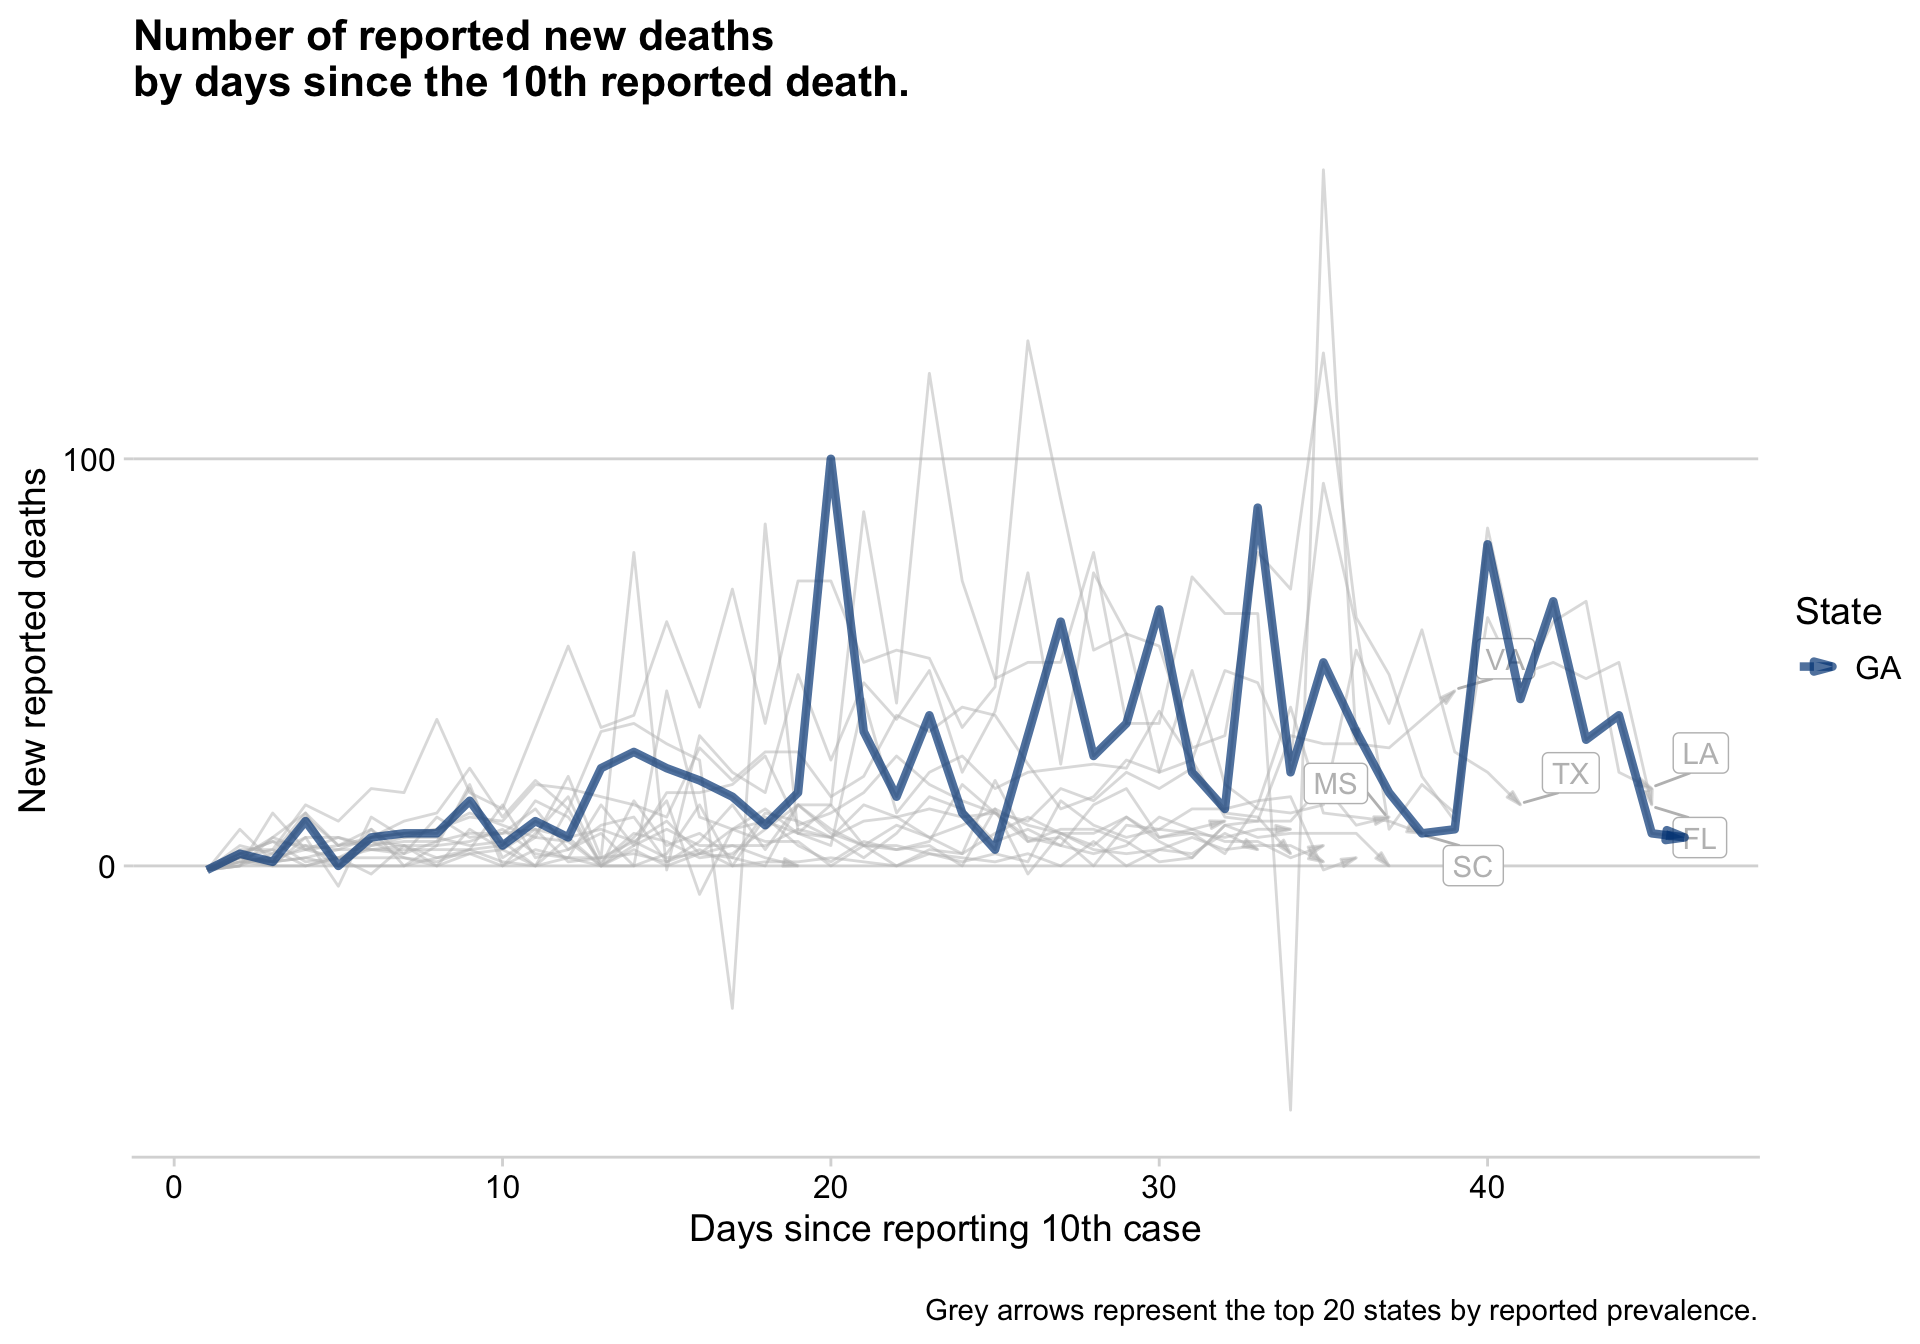 Number of reported new deaths
by days since the 10th reported death.
New reported deaths
100
0
VA
LA
TX
MS
FL
SC
State
GA
0 10 20 30 40
Days since reporting 10th case
Grey arrows represent the top 20 states by reported prevalence.